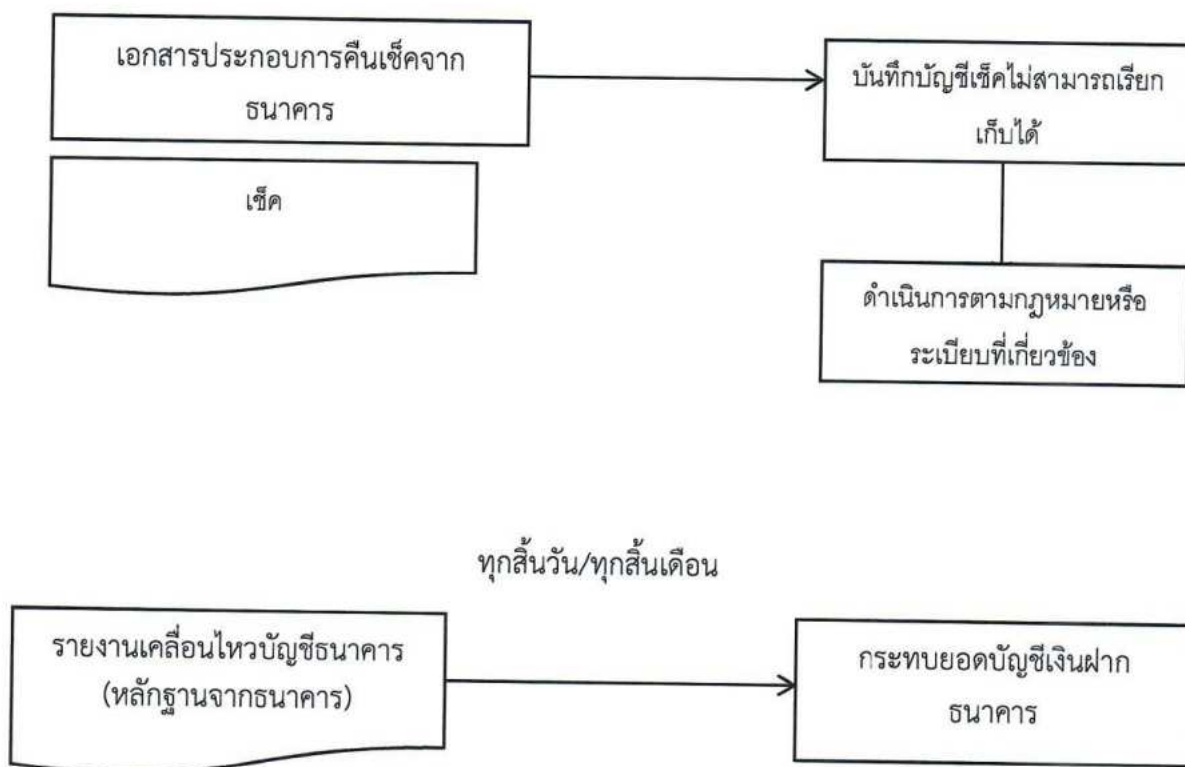 เอกสารประกอบการคืนเช็คจาก
ธนาคาร
บันทึกบัญชีเช็คไม่สามารถเรียก
เก็บได้
เช็ค
ดำเนินการตามกฎหมายหรือ
ระเบียบที่เกี่ยวข้อง
ทุกสิ้นวัน/ทุกสิ้นเดือน
รายงานเคลื่อนไหวบัญชีธนาคาร
(หลักฐานจากธนาคาร)
กระทบยอดบัญชีเงินฝาก
ธนาคาร